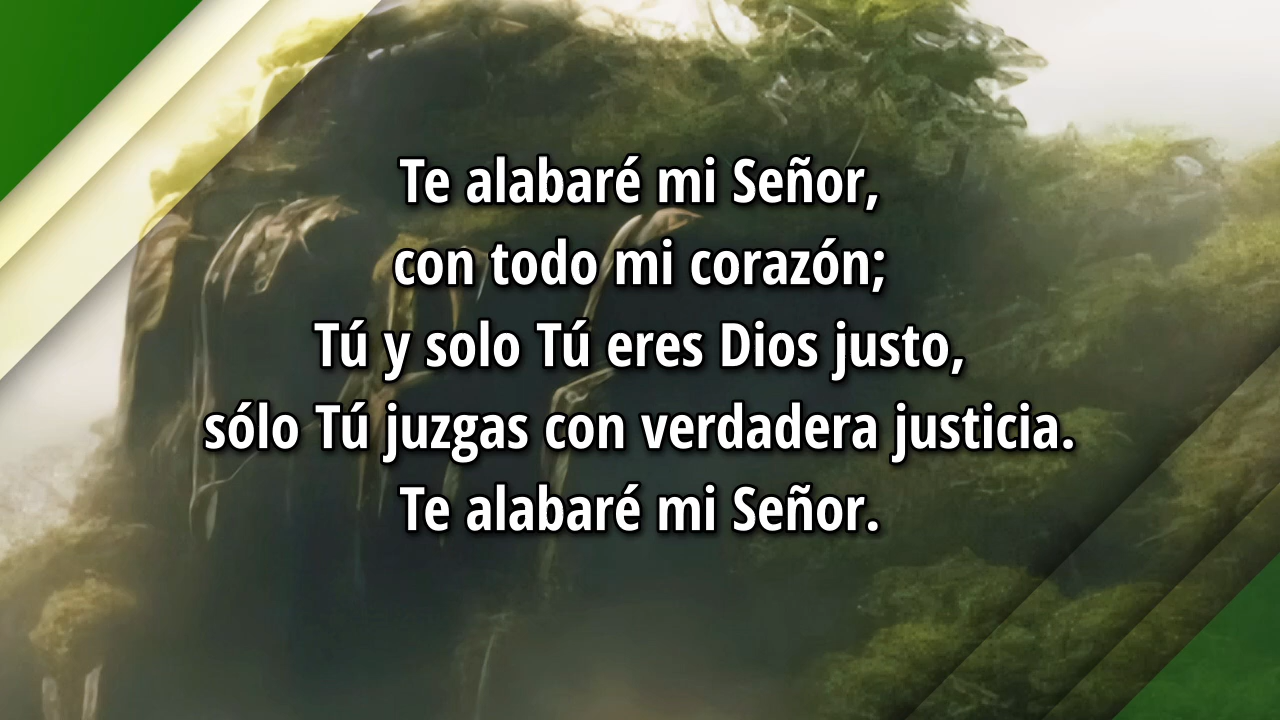 Te alabaré mi Señor,
con todo mi corazón;
Tú y solo Tú eres Dios justo,
sólo Tú juzgas con verdadera justicia.
Te alabaré mi Señor.